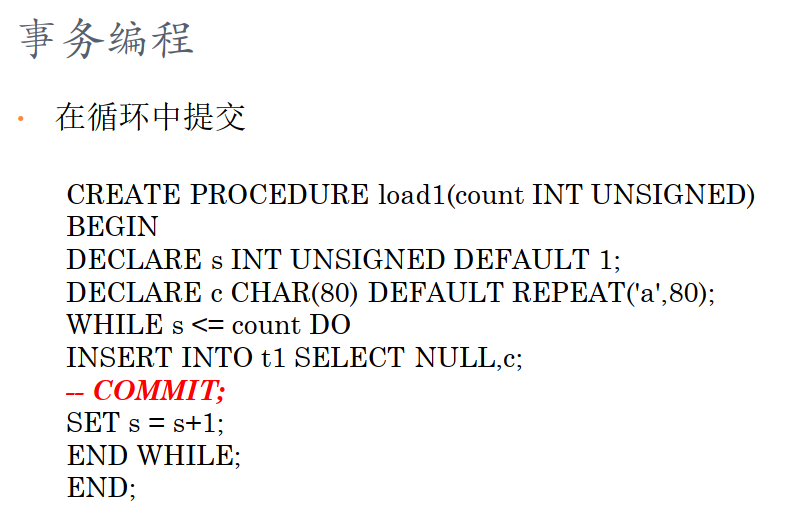 事务编程
• 在循环中提交
CREATE PROCEDURE load1(count INT UNSIGNED)
BEGIN
DECLARE s INT UNSIGNED DEFAULT 1;
DECLARE c CHAR(80) DEFAULT REPEAT('a',80);
WHILE s <= count DO
INSERT INTO t1 SELECT NULL,c;
-- COMMIT;
SET s = s+1;
END WHILE;
END;